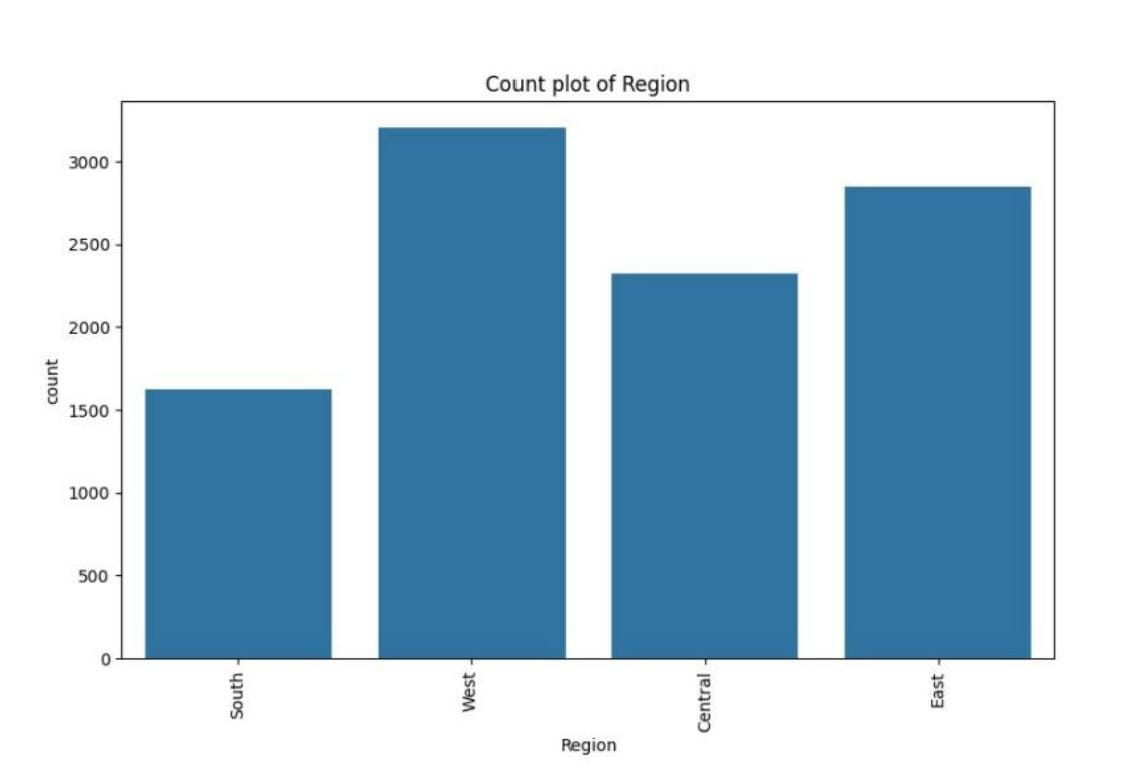 Count plot of Region
3000
2500
2000
1500
1000
500
0
count
South
West
Central
East
Region